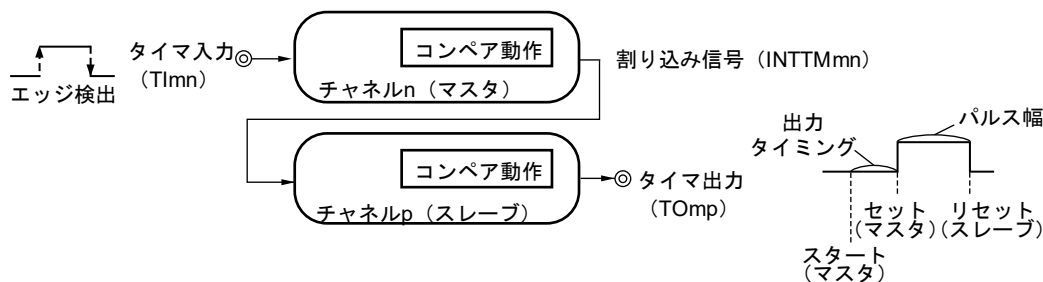 エッジ検出
タイマ入力
（TImn）
コンペア動作
チャネルn（マスタ）
割り込み信号（INTTMmn）
コンペア動作
チャネルp（スレーブ）
タイマ出力
（TOmp）
出力
タイミング
パルス幅
セット
（マスタ）
リセット
（スレーブ）
スタート
（マスタ）